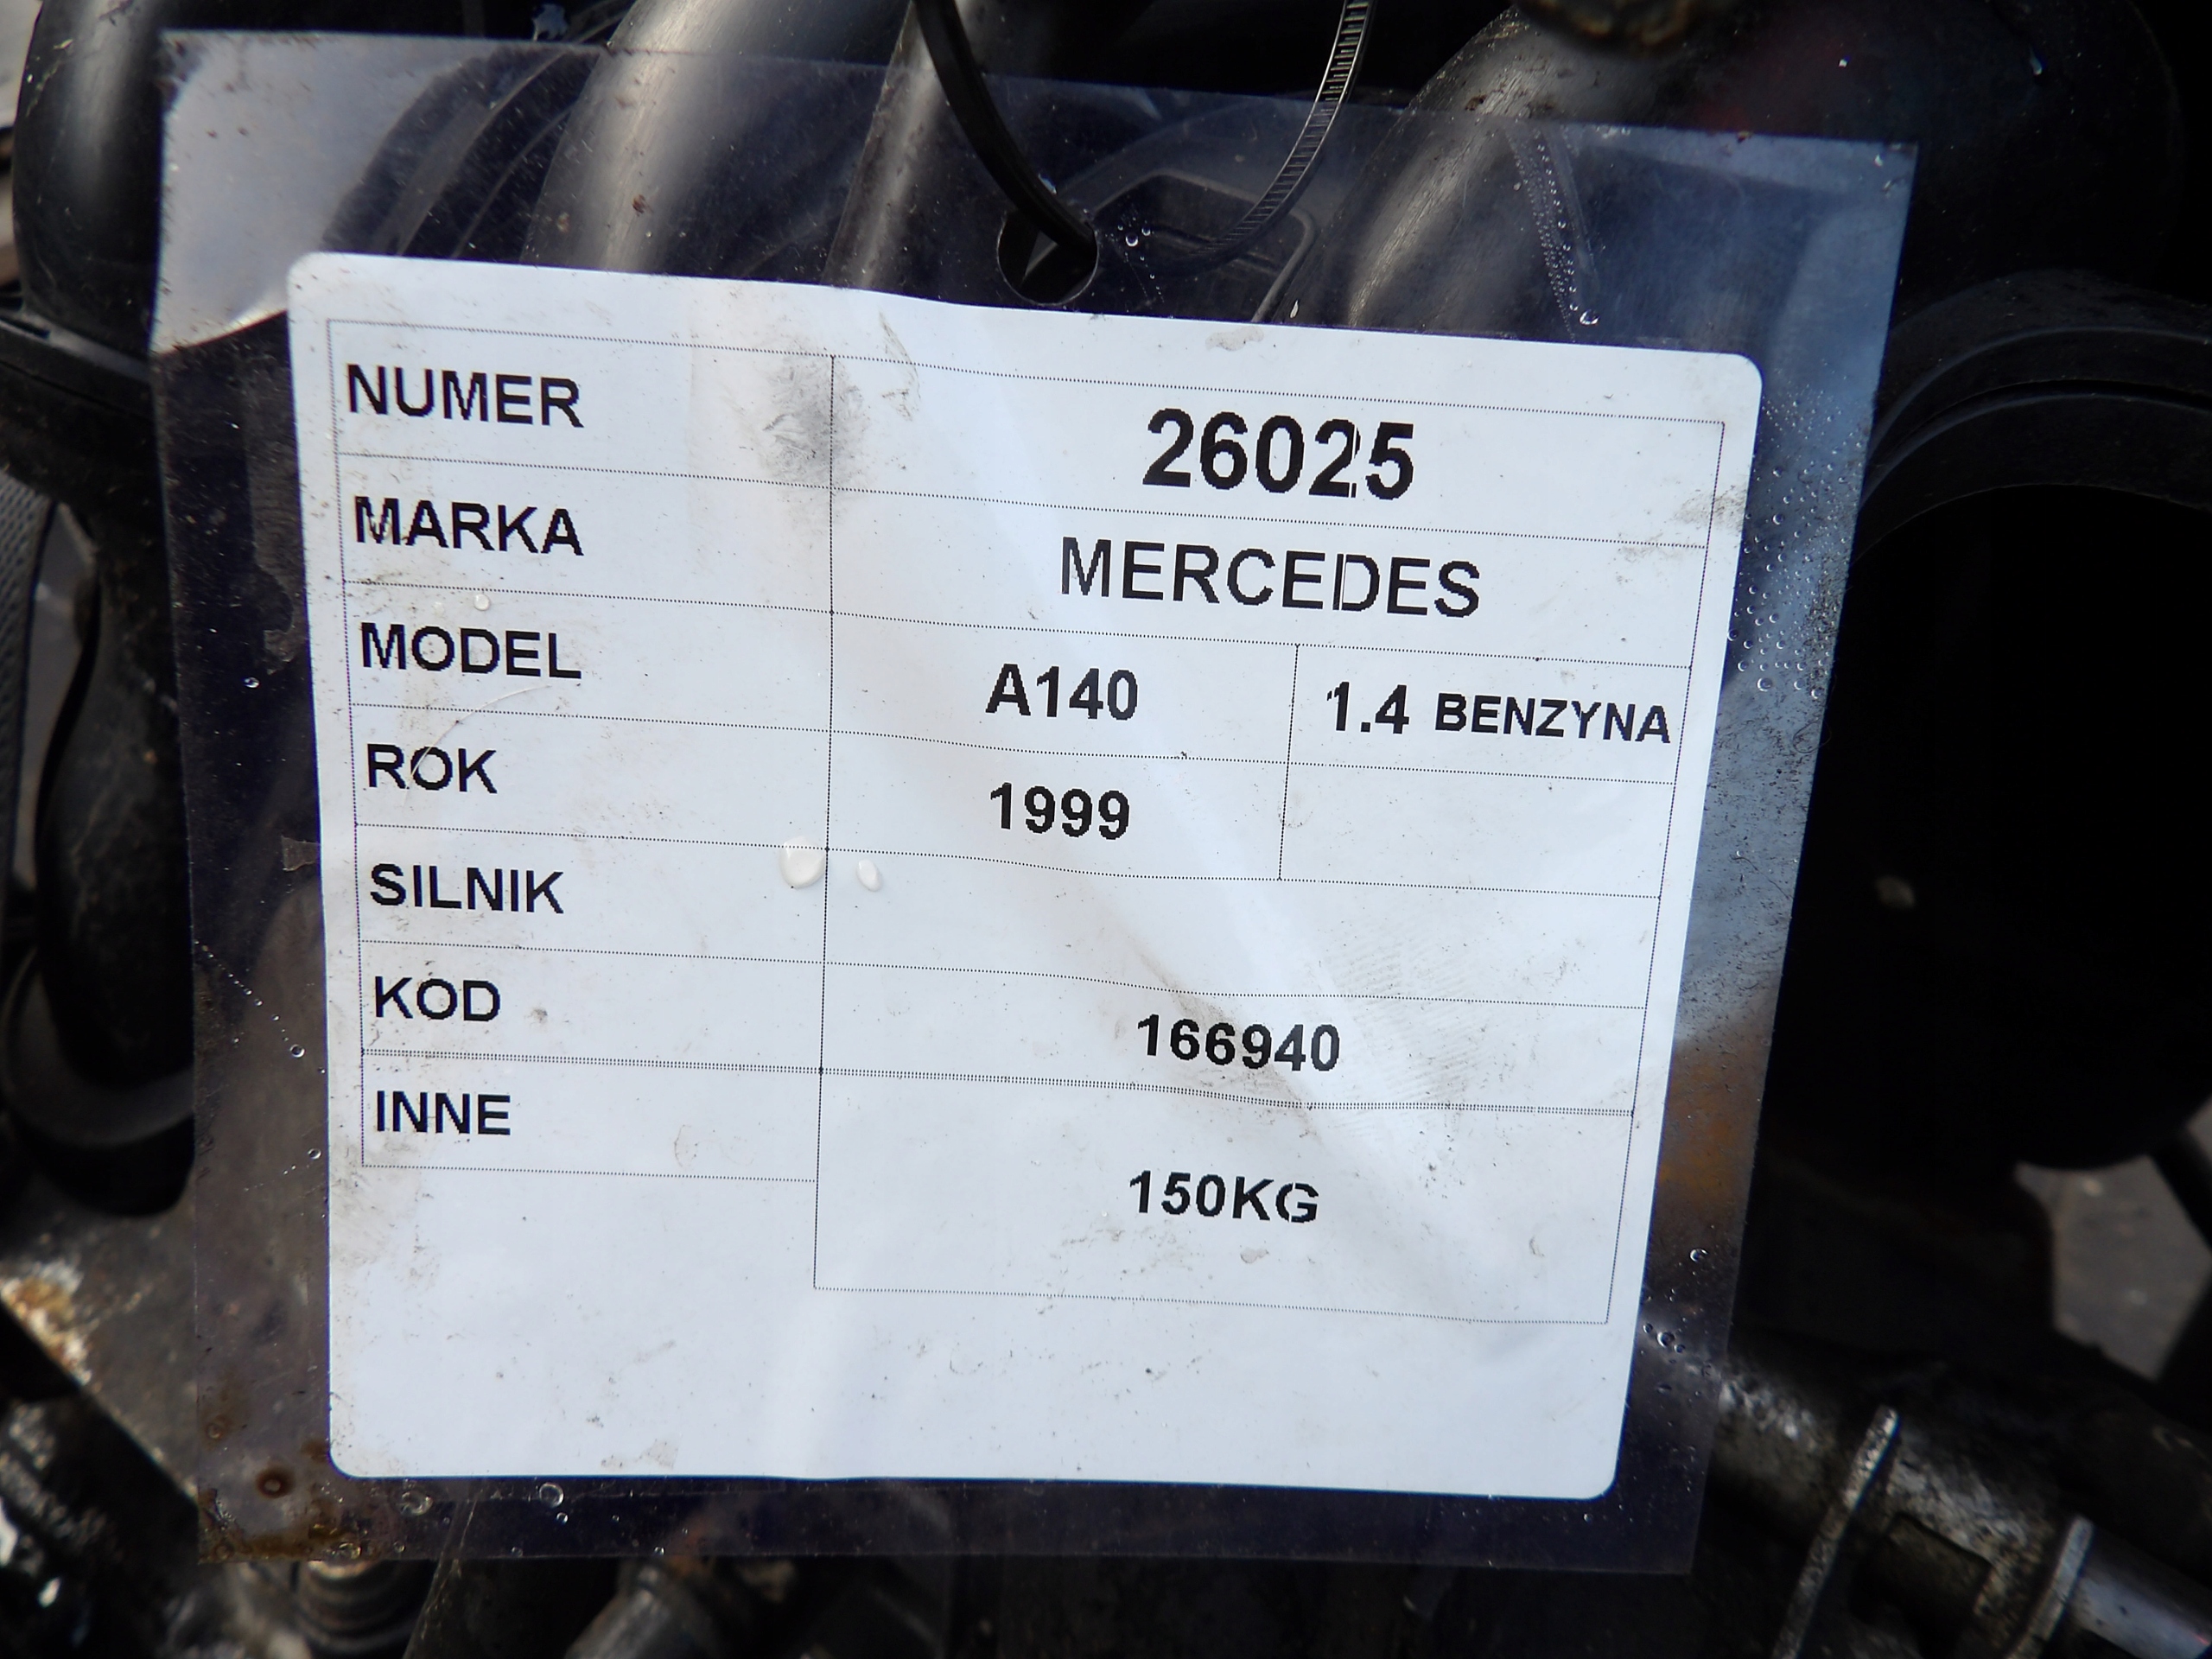 NUMER 26025
MARKA MERCEDES
MODEL A140 1.4 BENZYNA
ROK 1999
SILNIK
KOD 166940
INNE 150KG